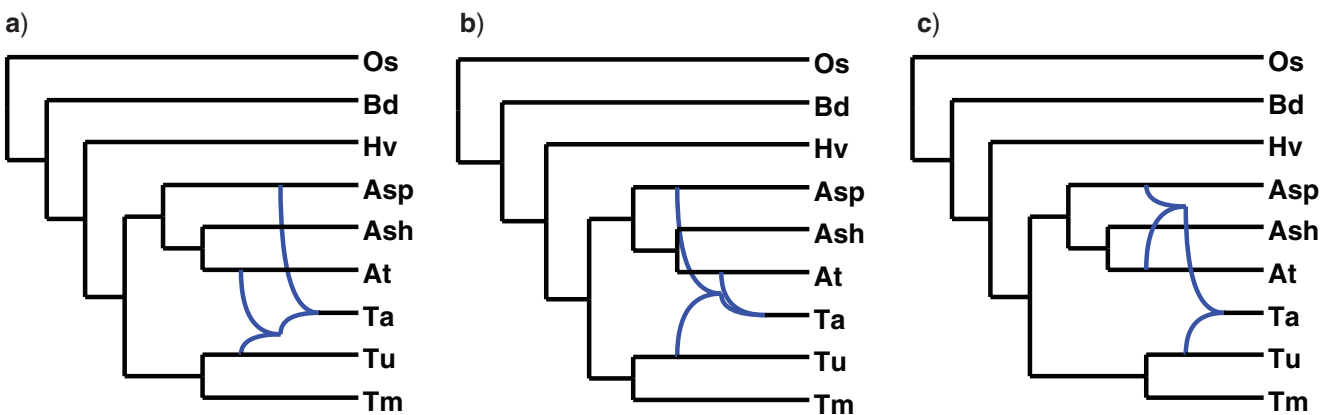 a)
Os
Bd
Hv
Asp
Ash
At
Ta
Tu
Tm
b)
Os
Bd
Hv
Asp
Ash
At
Ta
Tu
Tm
c)
Os
Bd
Hv
Asp
Ash
At
Ta
Tu
Tm